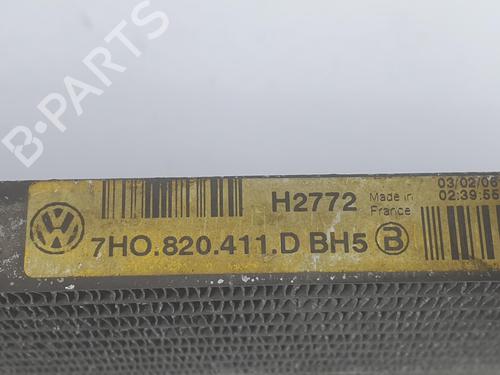 B-PARTS
H2772
Made in
France
03/02/06
02:39:55
7HO.820.411.D BH5 B